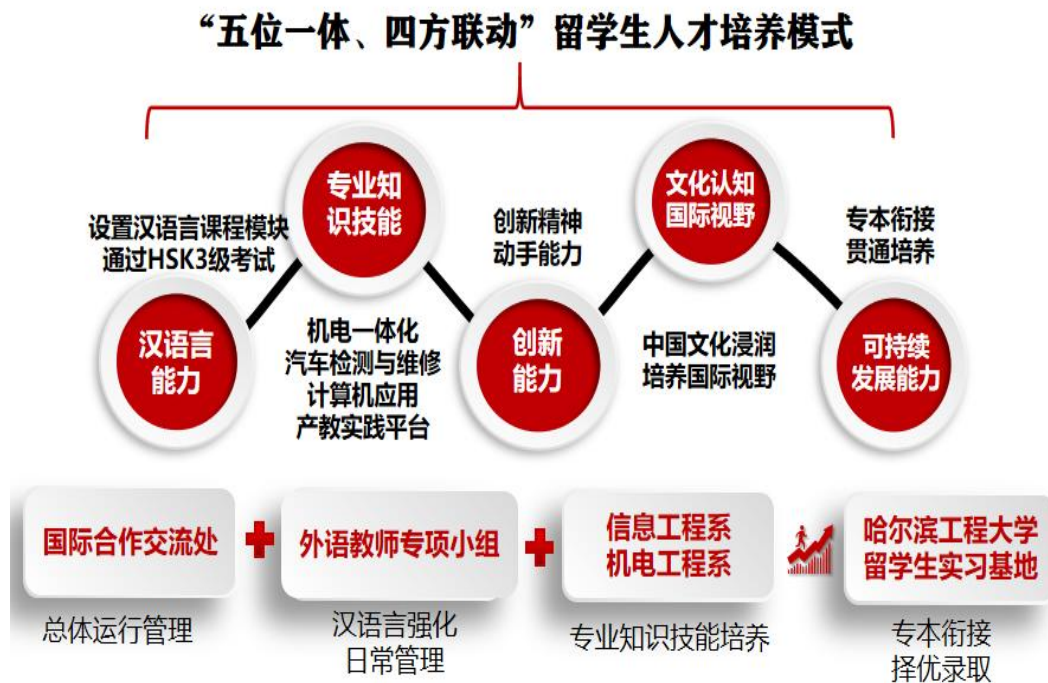 “五位一体、四方联动”留学生人才培养模式
设置汉语言课程模块
通过HSK3级考试
汉语言
能力
专业知
识技能
机电一体化
汽车检测与维修
计算机应用
产教实践平台
创新精神
动手能力
创新
能力
文化认知
国际视野
中国文化浸润
培养国际视野
专本衔接
贯通培养
可持续
发展能力
国际合作交流处
总体运行管理
外语教师专项小组
汉语言强化
日常管理
信息工程系
机电工程系
专业知识技能培养
哈尔滨工程大学
留学生实习基地
专本衔接
择优录取